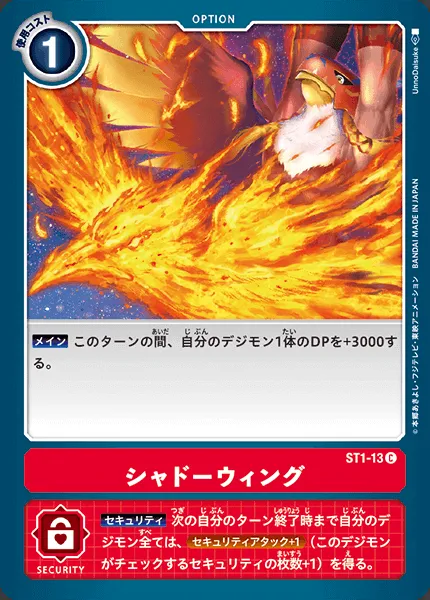 OPTION
使用コスト
1
UnnoDaisuke
© 本郷あきよし・フジテレビ・東映アニメーション BANDAI MADE IN JAPAN
メイン このターンの間、自分のデジモン1体のDPを+3000す
る。
ST1-13 C
シャドーウィング
セキュリティ 次の自分のターン終了時まで自分のデ
ジモン全ては、セキュリティアタック+1（このデジモン
がチェックするセキュリティの枚数+1）を得る。
SECURITY